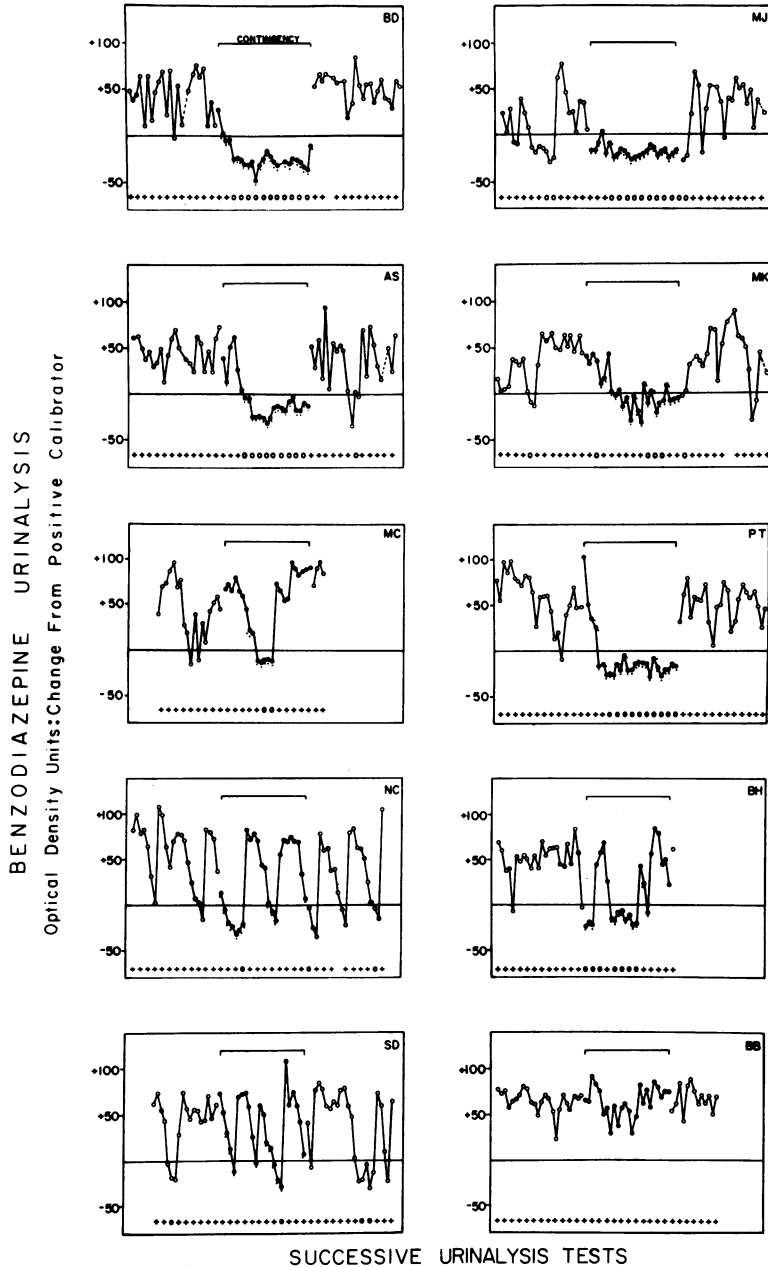 BENZODIAZEPINE URINALYSIS
Optical Density Units: Change From Positive Calibrator
BD
CONTINGENCY
+100
+50
-50
MJ
+100
+50
-50
AS
+100
+50
-50
MK
+100
+50
-50
MC
+100
+50
-50
PT
+100
+50
-50
NC
+100
+50
-50
BH
+100
+50
-50
SD
+100
+50
-50
BB
+100
+50
-50
SUCCESSIVE URINALYSIS TESTS